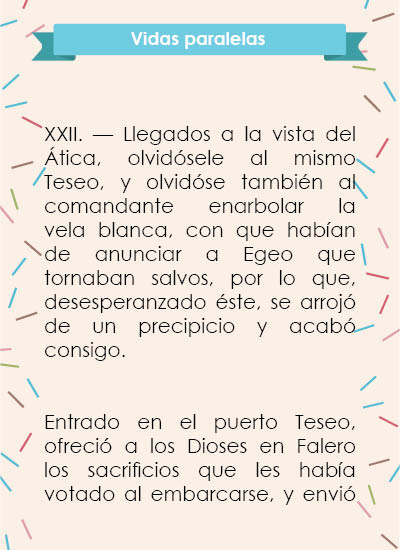 Vidas paralelas
XXII. — Llegados a la vista del
Ática, olvidósele al mismo
Teseo, y olvidóse también al
comandante enarbolar la
vela blanca, con que habían
de anunciar a Egeo que
tornaban salvos, por lo que,
desesperanzado éste, se arrojó
de un precipicio y acabó
consigo.
Entrado en el puerto Teseo,
ofreció a los Dioses en Falero
los sacrificios que les había
votado al embarcarse, y envió